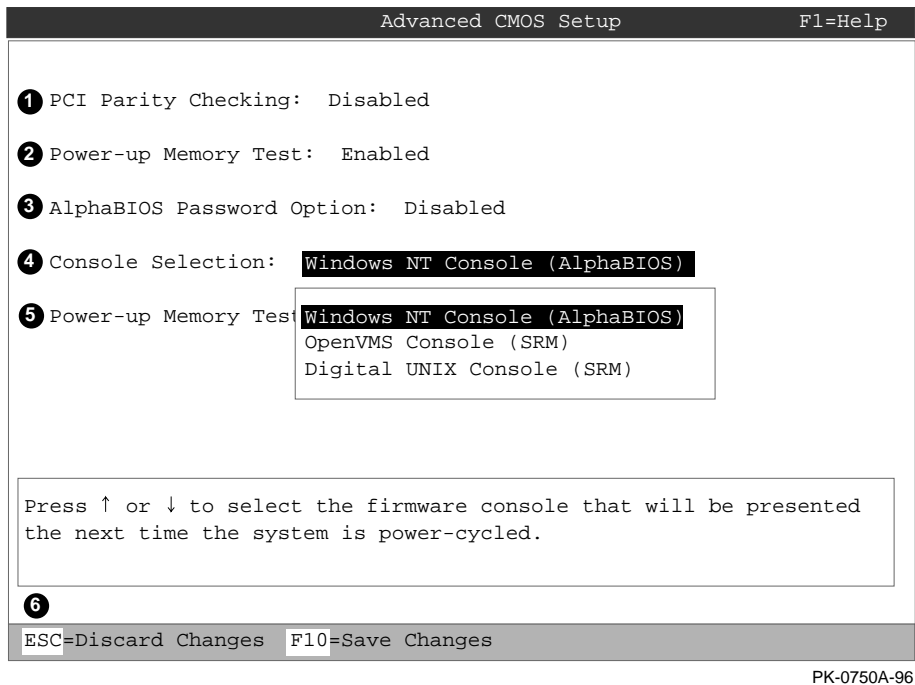 Advanced CMOS Setup F1=Help
1 PCI Parity Checking: Disabled
2 Power-up Memory Test: Enabled
3 AlphaBIOS Password Option: Disabled
4 Console Selection: Windows NT Console (AlphaBIOS)
5 Power-up Memory Test Windows NT Console (AlphaBIOS)
OpenVMS Console (SRM)
Digital UNIX Console (SRM)
Press ↑ or ↓ to select the firmware console that will be presented
the next time the system is power-cycled.
6
ESC=Discard Changes F10=Save Changes
PK-0750A-96